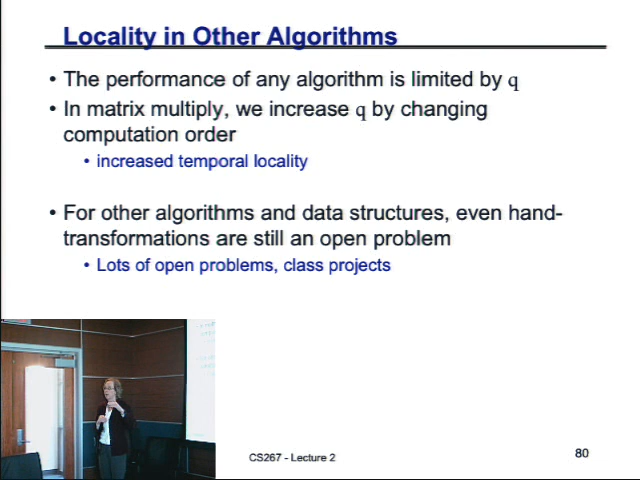 Locality in Other Algorithms
• The performance of any algorithm is limited by q
• In matrix multiply, we increase q by changing
computation order
• increased temporal locality
• For other algorithms and data structures, even hand-
transformations are still an open problem
• Lots of open problems, class projects
CS267 - Lecture 2
80